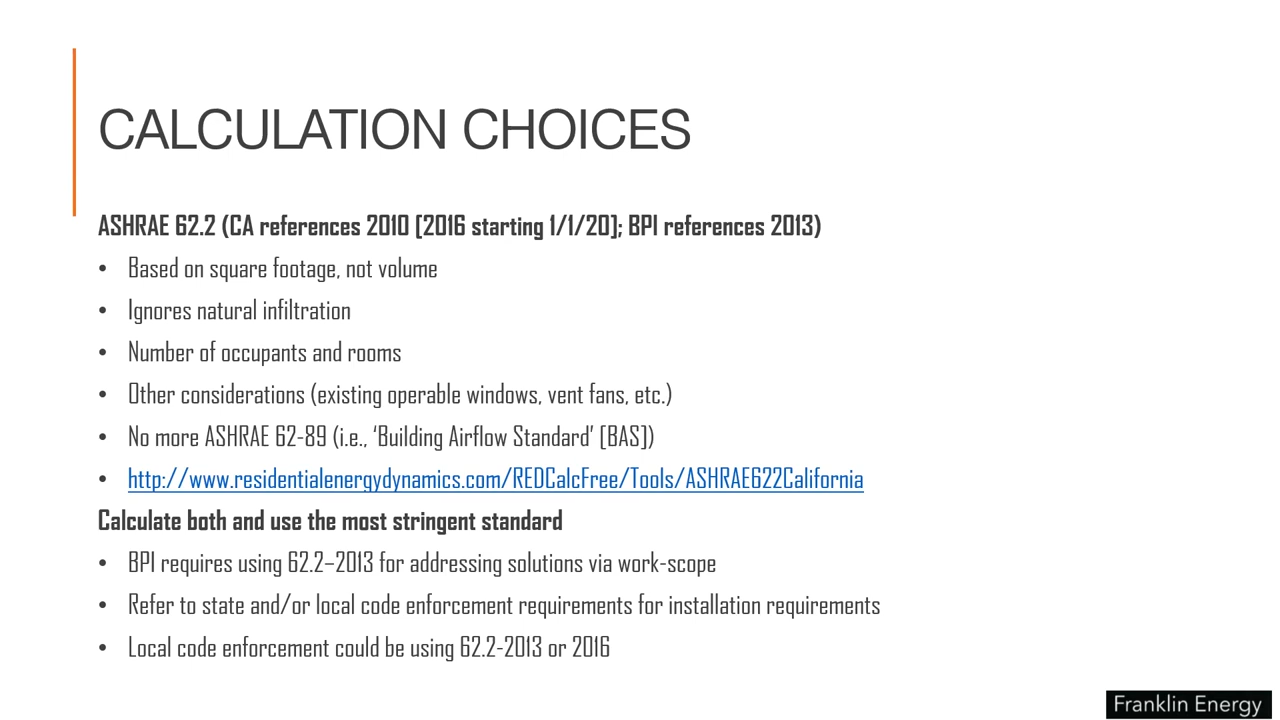 CALCULATION CHOICES
ASHRAE 62.2 (CA references 2010 [2016 starting 1/1/20]; BPI references 2013)
• Based on square footage, not volume
• Ignores natural infiltration
• Number of occupants and rooms
• Other considerations (existing operable windows, vent fans, etc.)
• No more ASHRAE 62-89 (i.e., ‘Building Airflow Standard’ [BAS])
• http://www.residentialenergydynamics.com/REDCalcFree/Tools/ASHRAE622California
Calculate both and use the most stringent standard
• BPI requires using 62.2–2013 for addressing solutions via work-scope
• Refer to state and/or local code enforcement requirements for installation requirements
• Local code enforcement could be using 62.2-2013 or 2016
Franklin Energy